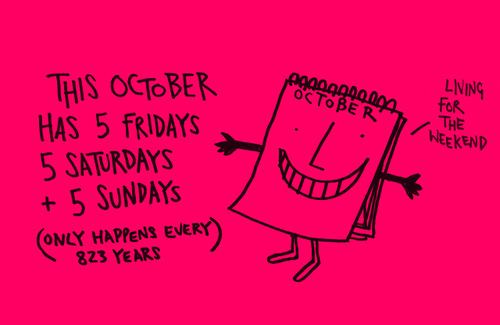 THIS OCTOBER
HAS 5 FRIDAYS
5 SATURDAYS
+ 5 SUNDAYS
(ONLY HAPPENS EVERY)
823 YEARS
OCTOBER
LIVING
FOR
THE
WEEKEND